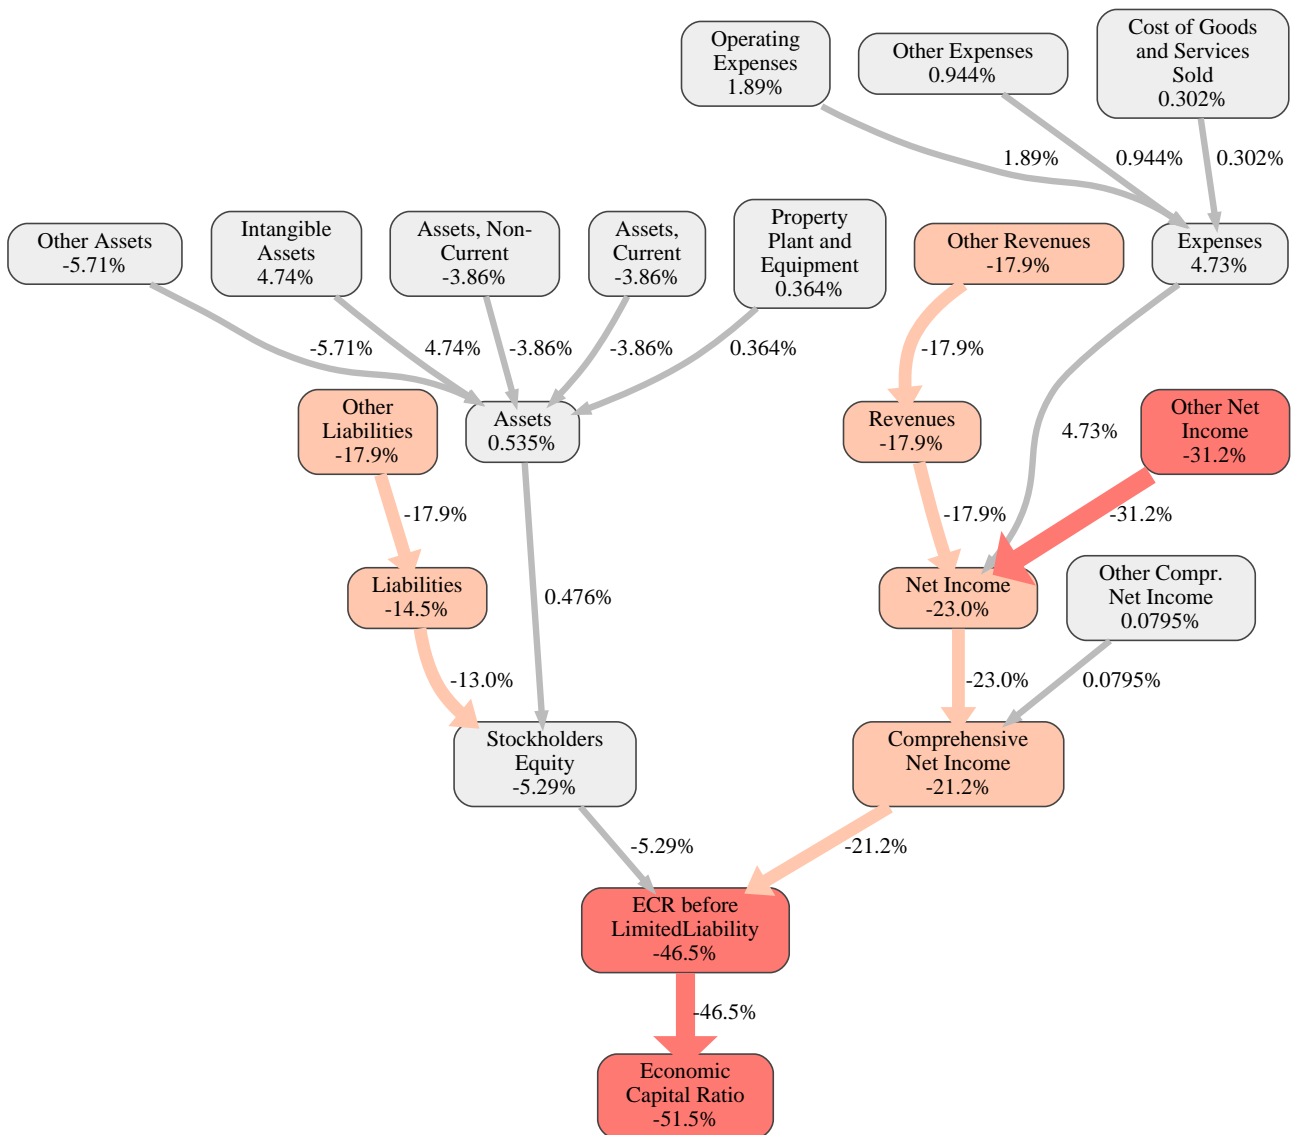 Operating
Expenses
1.89%
Other Expenses
0.944%
Cost of Goods
and Services
Sold
0.302%
1.89%
0.944%
0.302%
Other Assets
-5.71%
Intangible
Assets
4.74%
Assets, Non-
Current
-3.86%
Assets,
Current
-3.86%
Property
Plant and
Equipment
0.364%
Other Revenues
-17.9%
Expenses
4.73%
-5.71%
4.74%
-3.86%
-3.86%
0.364%
-17.9%
Other
Liabilities
-17.9%
Assets
0.535%
Revenues
-17.9%
4.73%
Other Net
Income
-31.2%
-17.9%
-17.9%
-31.2%
Liabilities
-14.5%
0.476%
Net Income
-23.0%
Other Compr.
Net Income
0.0795%
-13.0%
-23.0%
0.0795%
Stockholders
Equity
-5.29%
Comprehensive
Net Income
-21.2%
-5.29%
-21.2%
ECR before
LimitedLiability
-46.5%
-46.5%
Economic
Capital Ratio
-51.5%